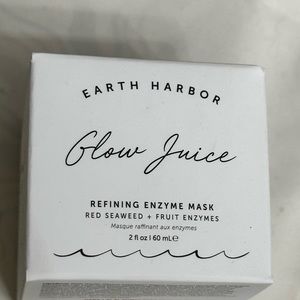 EARTH HARBOR
Glow Juice
REFINING ENZYME MASK
RED SEAWEED + FRUIT ENZYMES
Masque raffinant aux enzymes
2 fl oz | 60 mL ℮